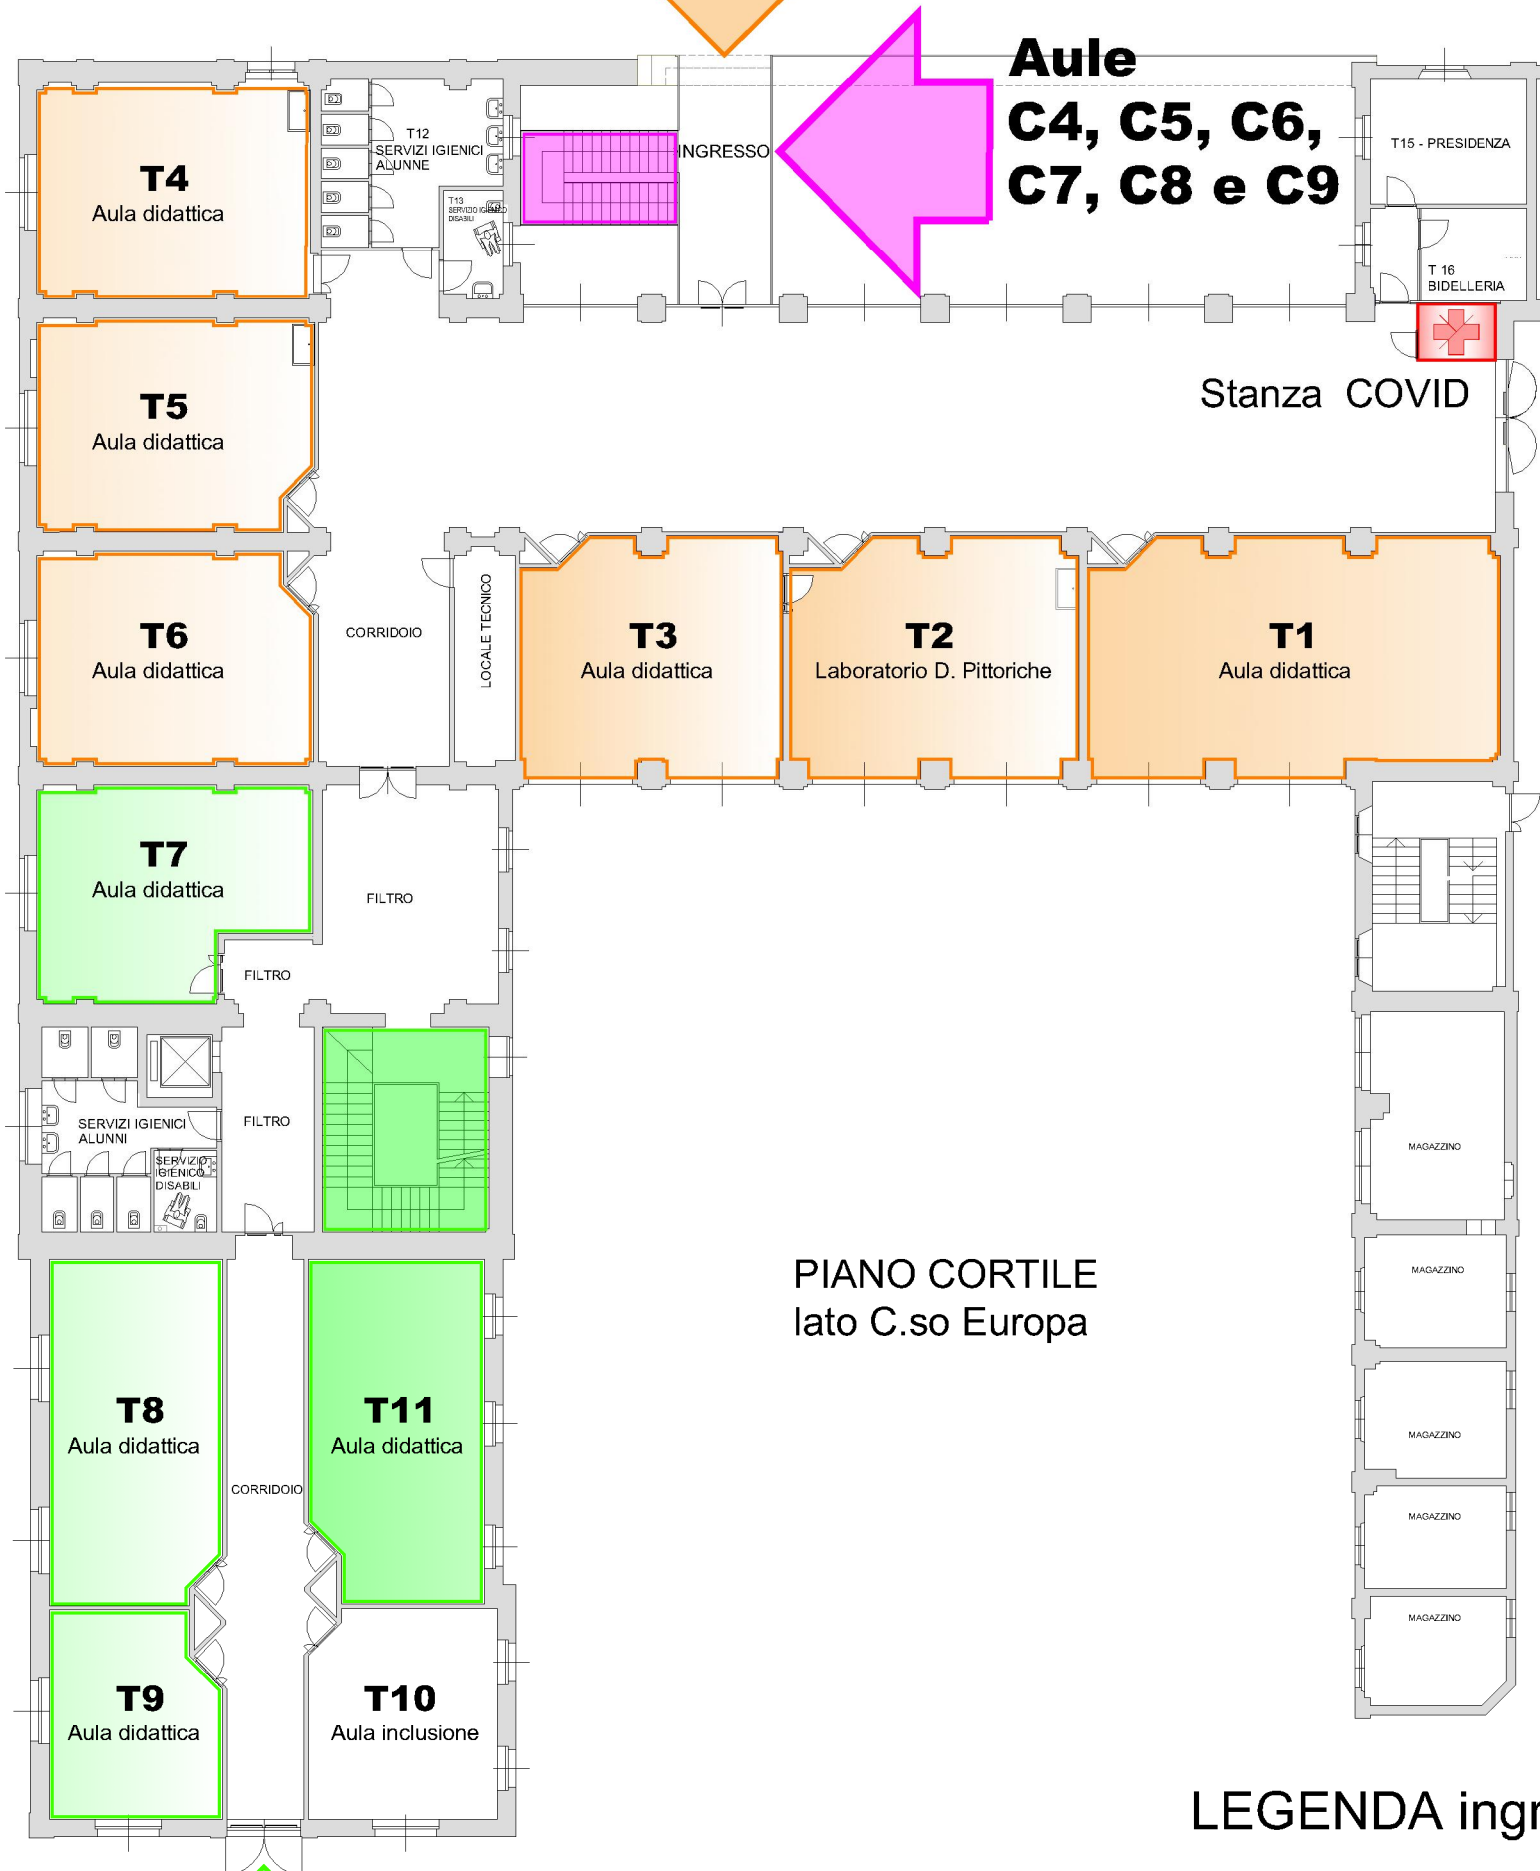 Aule
C4, C5, C6,
C7, C8 e C9
T12
SERVIZI IGIENICI
ALUNNE
T13
SERVIZIO IGIENICO
DISABILI
INGRESSO
T15 - PRESIDENZA
T 16
BIDELLERIA
T4
Aula didattica
Stanza COVID
T5
Aula didattica
T6
Aula didattica
CORRIDOIO
LOCALE TECNICO
T3
Aula didattica
T2
Laboratorio D. Pittoriche
T1
Aula didattica
T7
Aula didattica
FILTRO
FILTRO
SERVIZI IGIENICI
ALUNNI
FILTRO
SERVIZIO
IGIENICO
DISABILI
MAGAZZINO
PIANO CORTILE
lato C.so Europa
MAGAZZINO
T8
Aula didattica
T11
Aula didattica
MAGAZZINO
CORRIDOIO
MAGAZZINO
MAGAZZINO
T9
Aula didattica
T10
Aula inclusione
LEGENDA ingr